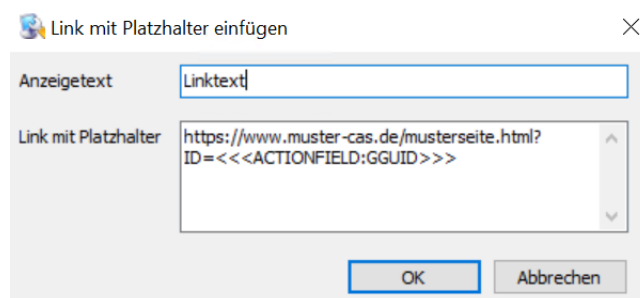 Link mit Platzhalter einfügen
Anzeigetext
Linktext
Link mit Platzhalter
https://www.muster-cas.de/musterseite.html?
ID=<<<ACTIONFIELD:GGUID>>>
OK
Abbrechen